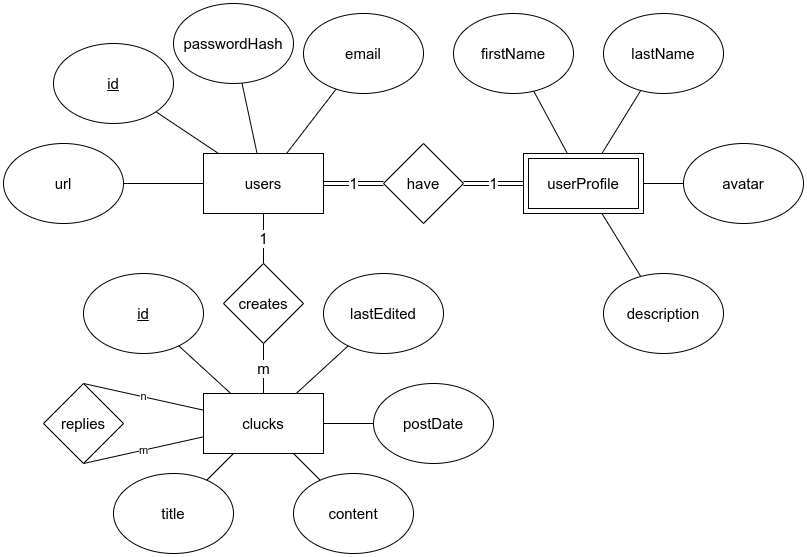 passwordHash
email
firstName
lastName
id
url
users
1
have
1
userProfile
avatar
1
creates
id
lastEdited
description
m
n
replies
m
clucks
postDate
title
content